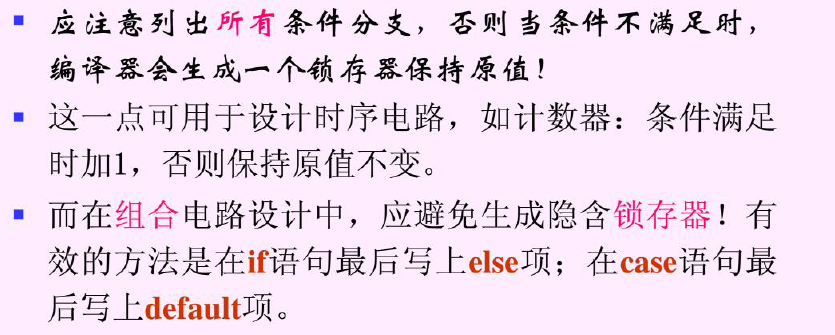 应注意列出所有条件分支，否则当条件不满足时，
编译器会生成一个锁存器保持原值！
这一点可用于设计时序电路，如计数器：条件满足
时加1，否则保持原值不变。
而在组合电路设计中，应避免生成隐含锁存器！有
效的方法是在if语句最后写上else项；在case语句最
后写上default项。